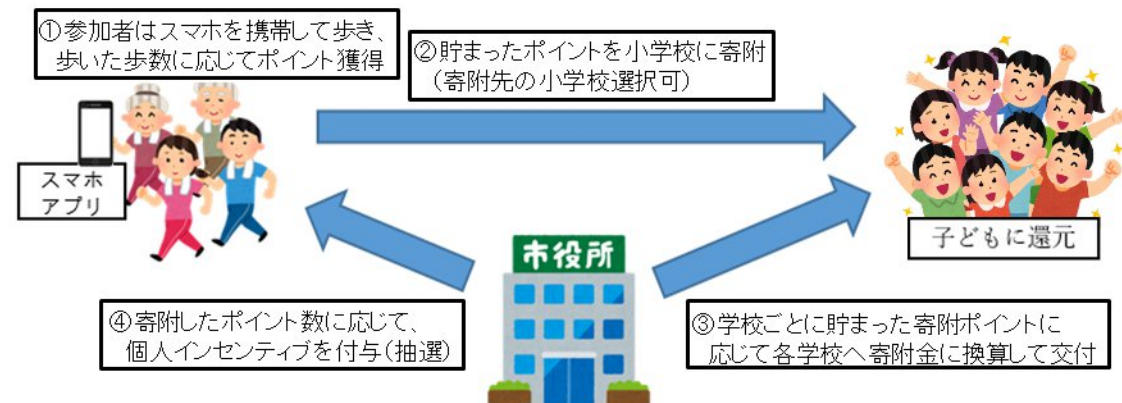 ①参加者はスマホを携帯して歩き、
歩いた歩数に応じてポイント獲得
②貯まったポイントを小学校に寄附
(寄附先の小学校選択可)
スマホ
アプリ
子どもに還元
市役所
④寄附したポイント数に応じて、
個人インセンティブを付与(抽選)
③学校ごとに貯まった寄附ポイントに
応じて各学校へ寄附金に換算して交付